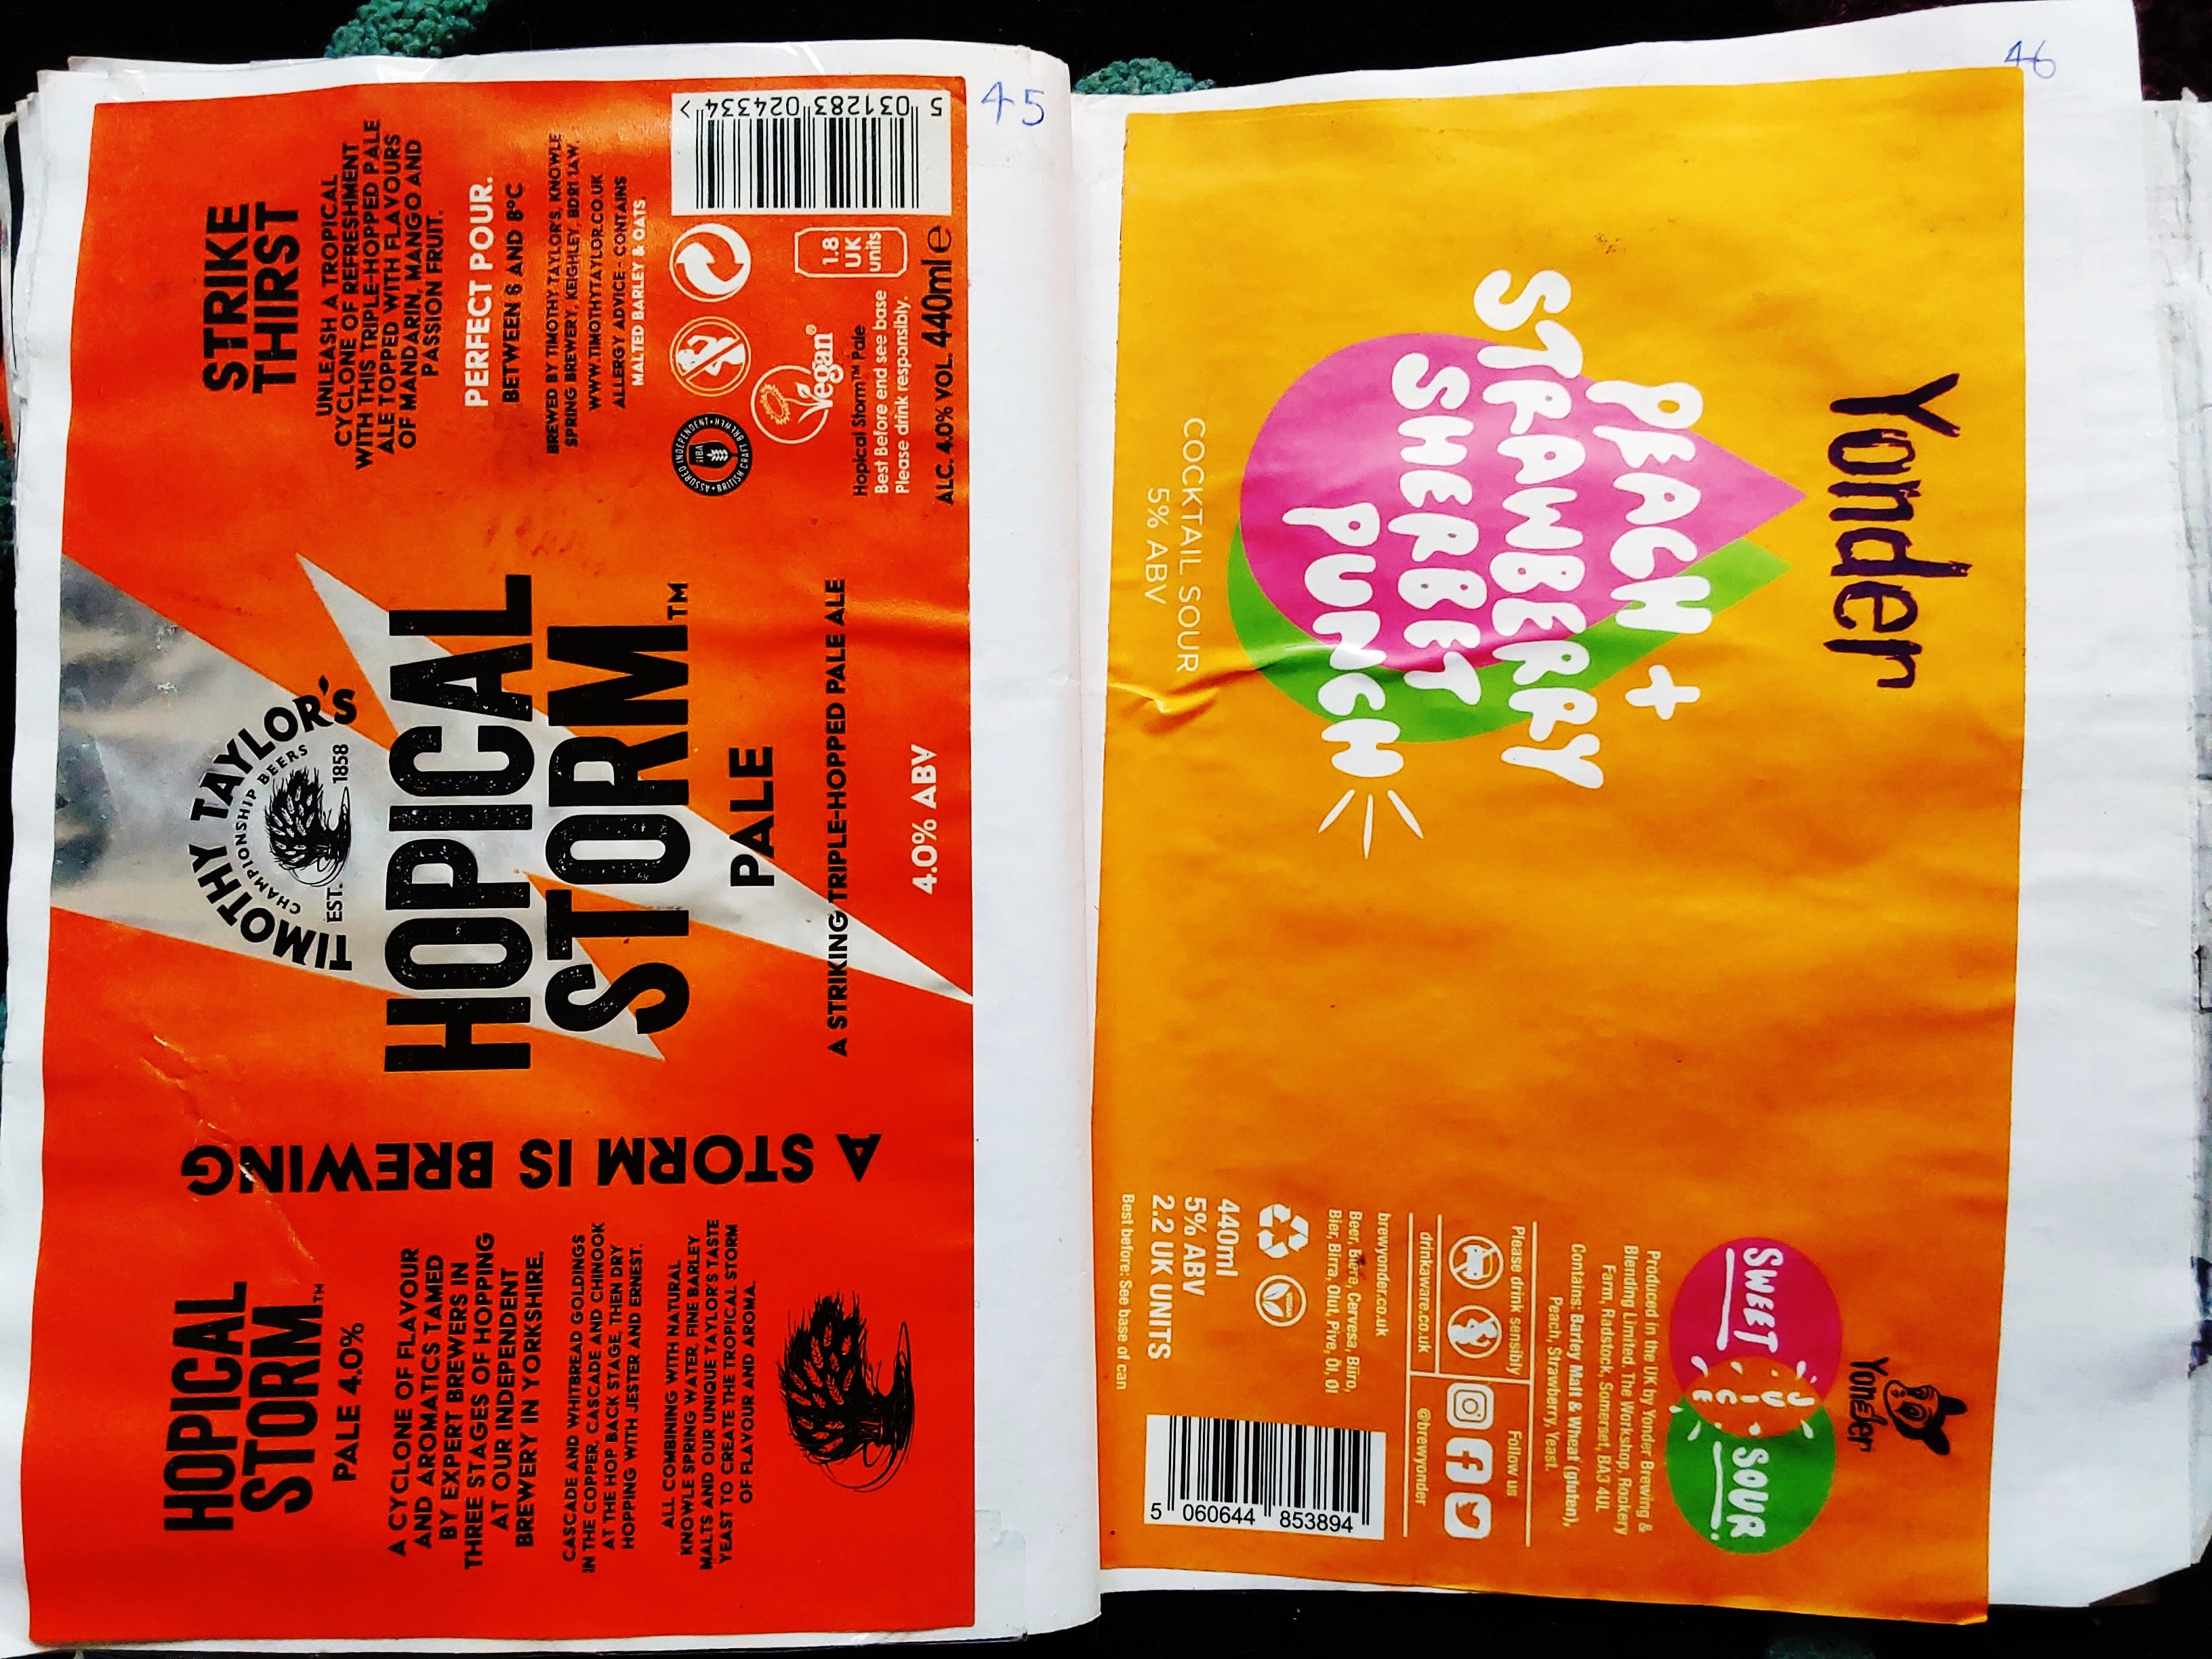 45
STRIKE
THIRST
UNLEASH A TROPICAL
CYCLONE OF REFRESHMENT
WITH THIS TRIPLE-HOPPED PALE
ALE TOPPED WITH FLAVOURS
OF MANDARIN, MANGO AND
PASSION FRUIT.
PERFECT POUR.
BETWEEN 6 AND 8°C
BREWED BY TIMOTHY TAYLOR'S, KNOWLE
SPRING BREWERY, KEIGHLEY, BD21 1AW.
WWW.TIMOTHYTAYLOR.CO.UK
ALLERGY ADVICE - CONTAINS
MALTED BARLEY & OATS
5 031283 024334 >
1.8
UK
units
Vegan®
ASSURED INDEPENDENT • BRITISH CRAFT BREWER •
SIBA
Hopical Storm™ Pale
Best Before end see base
Please drink responsibly.
ALC. 4.0% VOL. 440ml e
TIMOTHY TAYLOR'S
CHAMPIONSHIP BEERS
EST. 1858
HOPICAL
STORM™
PALE
A STRIKING TRIPLE-HOPPED PALE ALE
4.0% ABV
A STORM IS BREWING
HOPICAL
STORM™
PALE 4.0%
A CYCLONE OF FLAVOUR
AND AROMATICS TAMED
BY EXPERT BREWERS IN
THREE STAGES OF HOPPING
AT OUR INDEPENDENT
BREWERY IN YORKSHIRE.
CASCADE AND WHITBREAD GOLDINGS
IN THE COPPER, CASCADE AND CHINOOK
AT THE HOP BACK STAGE, THEN DRY
HOPPING WITH JESTER AND ERNEST.
ALL COMBINING WITH NATURAL
KNOWLE SPRING WATER, FINE BARLEY
MALTS AND OUR UNIQUE TAYLOR'S TASTE
YEAST TO CREATE THE TROPICAL STORM
OF FLAVOUR AND AROMA.
46
Yonder
PEACH +
STRAWBERRY
SHERBET
PUNCH
COCKTAIL SOUR
5% ABV
Yonder
SWEET
JUICE
SOUR
Produced in the UK by Yonder Brewing &
Blending Limited. The Workshop, Rookery
Farm, Radstock, Somerset, BA3 4UL
Contains: Barley Malt & Wheat (gluten),
Peach, Strawberry, Yeast.
Please drink sensibly
drinkaware.co.uk
Follow us
@brewyonder
brewyonder.co.uk
Beer, Bière, Cervesa, Bíiro,
Bier, Birra, Olut, Pive, Öl, Øl
VEGAN
440ml
5% ABV
2.2 UK UNITS
Best before: See base of can
5 060644 853894